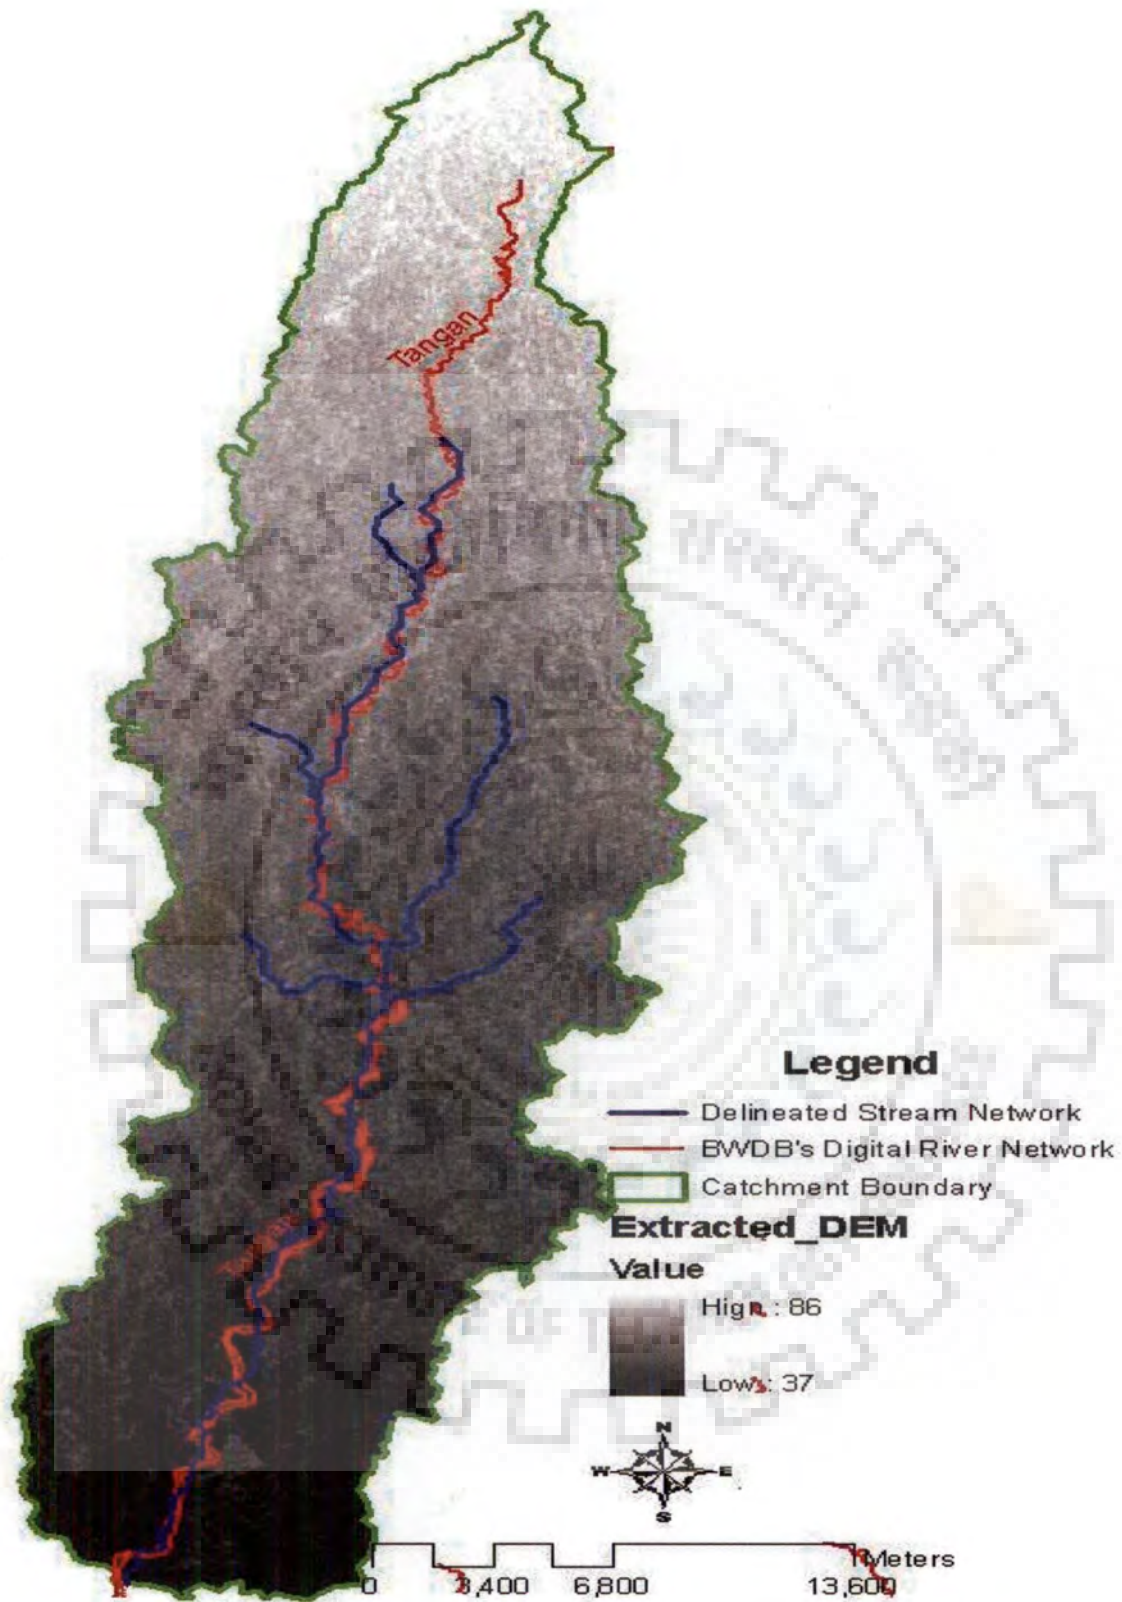 Tangan
Legend
Delineated Stream Network
BWDB's Digital River Network
Catchment Boundary
Extracted_DEM
Value
High : 86
Low : 37
N
W E
S
Meters
0 3,400 6,800 13,600